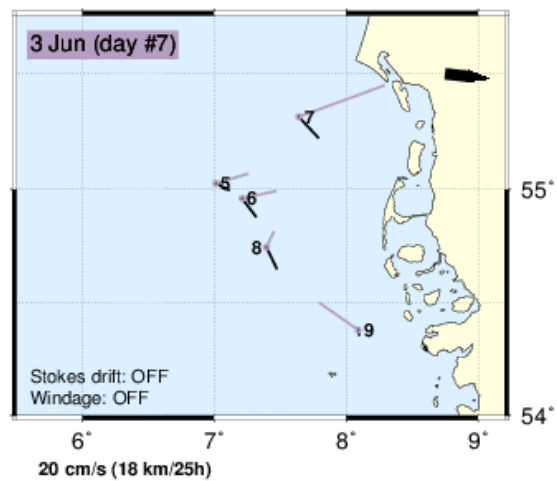 3 Jun (day #7)
7
5
6
8
9
55°
54°
Stokes drift: OFF
Windage: OFF
6°
7°
8°
9°
20 cm/s (18 km/25h)